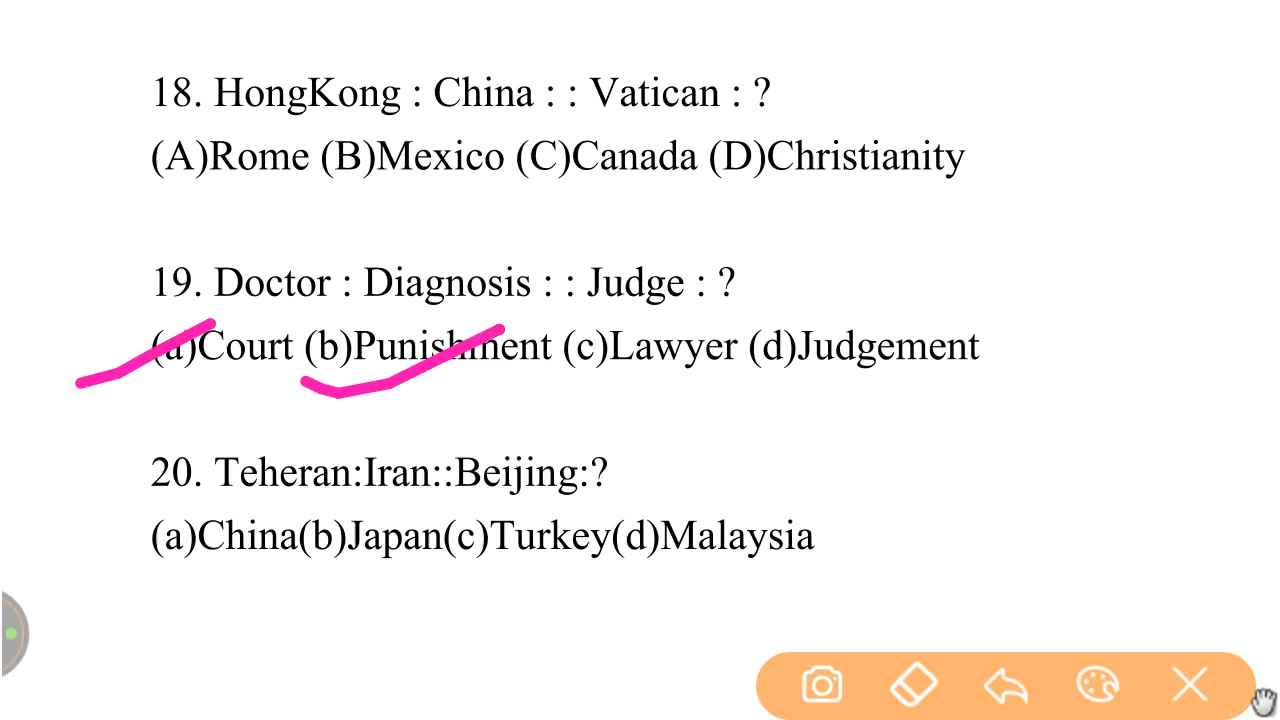 18. HongKong : China : : Vatican : ?
(A)Rome (B)Mexico (C)Canada (D)Christianity
19. Doctor : Diagnosis : : Judge : ?
(a)Court (b)Punishment (c)Lawyer (d)Judgement
20. Teheran:Iran::Beijing:?
(a)China(b)Japan(c)Turkey(d)Malaysia